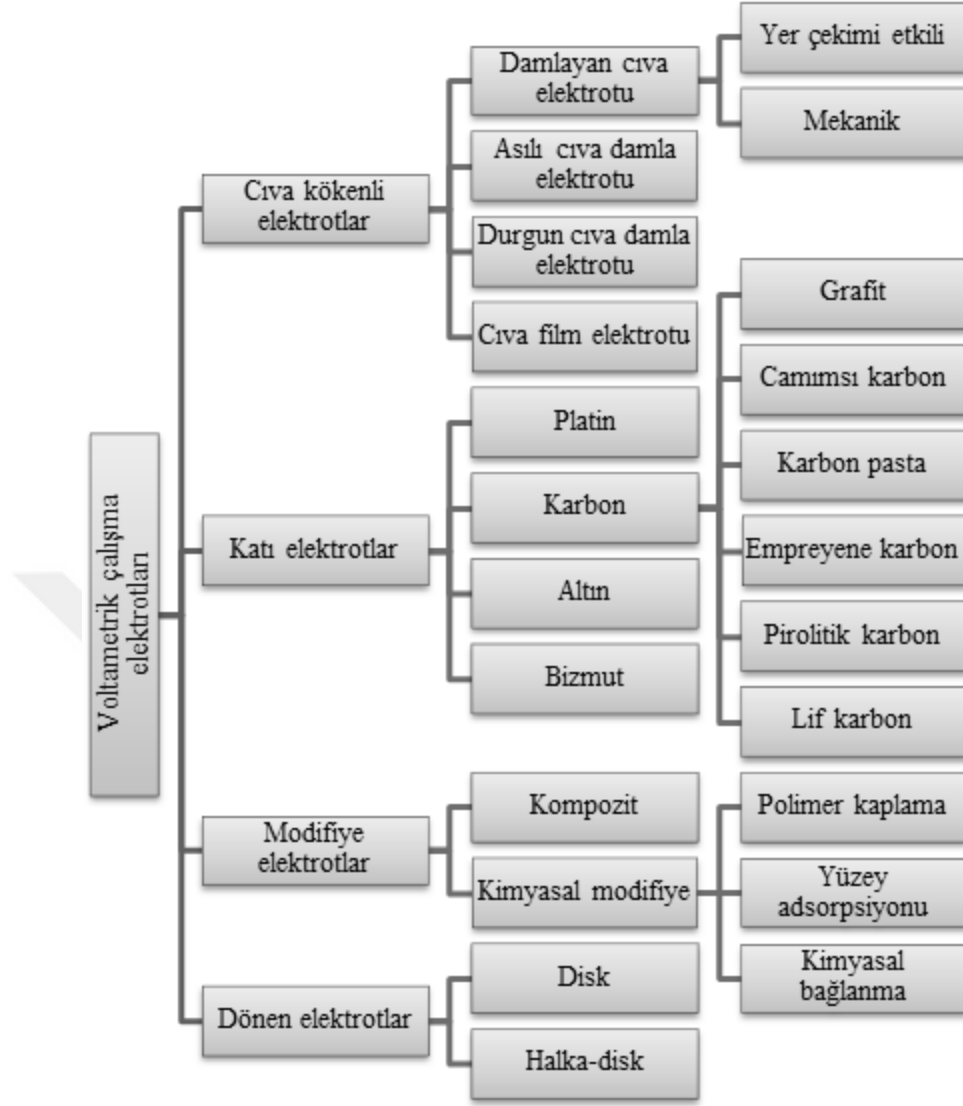 Voltametrik çalışma
elektrotları
Cıva kökenli
elektrotlar
Damlayan cıva
elektrotu
Yer çekimi etkili
Mekanik
Asılı cıva damla
elektrotu
Durgun cıva damla
elektrotu
Cıva film elektrotu
Katı elektrotlar
Platin
Karbon
Grafit
Camımsı karbon
Karbon pasta
Empreyene karbon
Pirolitik karbon
Lif karbon
Altın
Bizmut
Modifiye
elektrotlar
Kompozit
Kimyasal modifiye
Polimer kaplama
Yüzey
adsorpsiyonu
Kimyasal
bağlanma
Dönen elektrotlar
Disk
Halka-disk